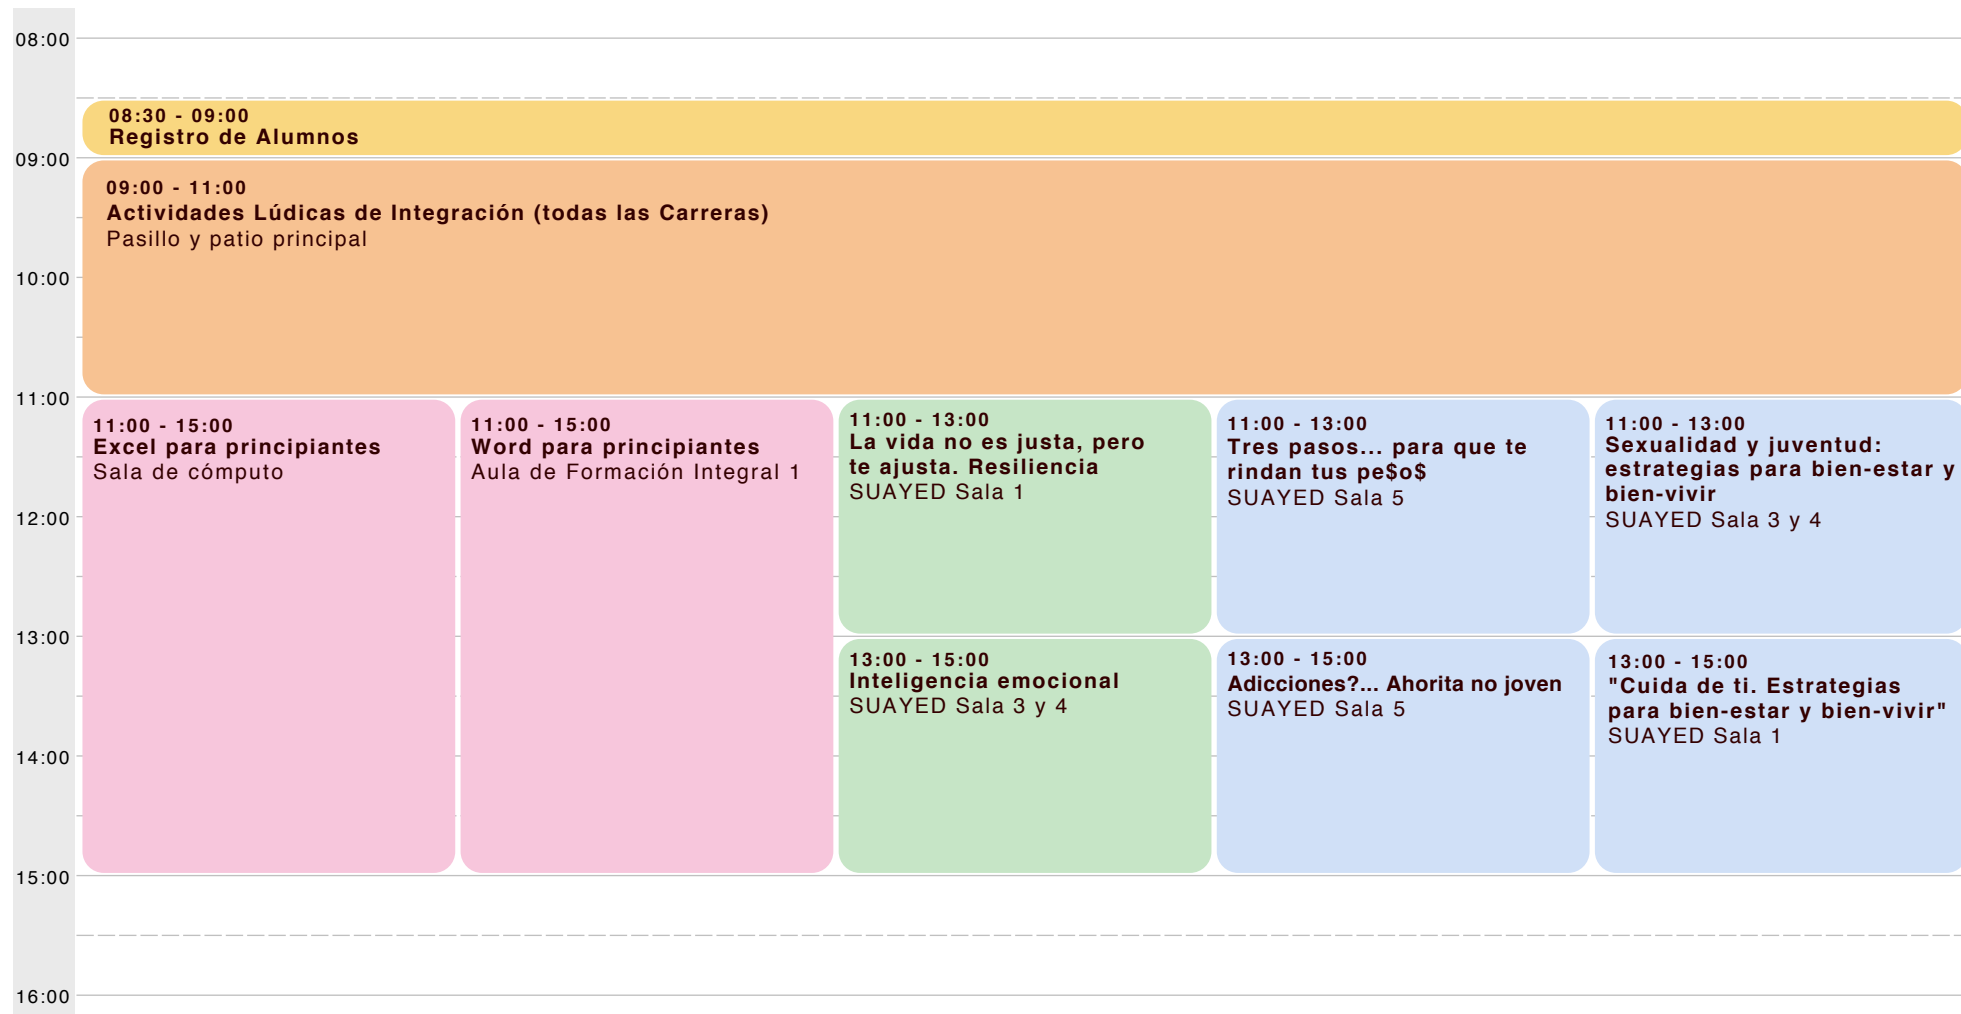 08:00
08:30 - 09:00
Registro de Alumnos
09:00
09:00 - 11:00
Actividades Lúdicas de Integración (todas las Carreras)
Pasillo y patio principal
10:00
11:00
11:00 - 15:00
Excel para principiantes
Sala de cómputo
11:00 - 15:00
Word para principiantes
Aula de Formación Integral 1
11:00 - 13:00
La vida no es justa, pero
te ajusta. Resiliencia
SUAYED Sala 1
11:00 - 13:00
Tres pasos... para que te
rindan tus pe$o$
SUAYED Sala 5
11:00 - 13:00
Sexualidad y juventud:
estrategias para bien-estar y
bien-vivir
SUAYED Sala 3 y 4
12:00
13:00
13:00 - 15:00
Inteligencia emocional
SUAYED Sala 3 y 4
13:00 - 15:00
Adicciones?... Ahorita no joven
SUAYED Sala 5
13:00 - 15:00
"Cuida de ti. Estrategias
para bien-estar y bien-vivir"
SUAYED Sala 1
14:00
15:00
16:00